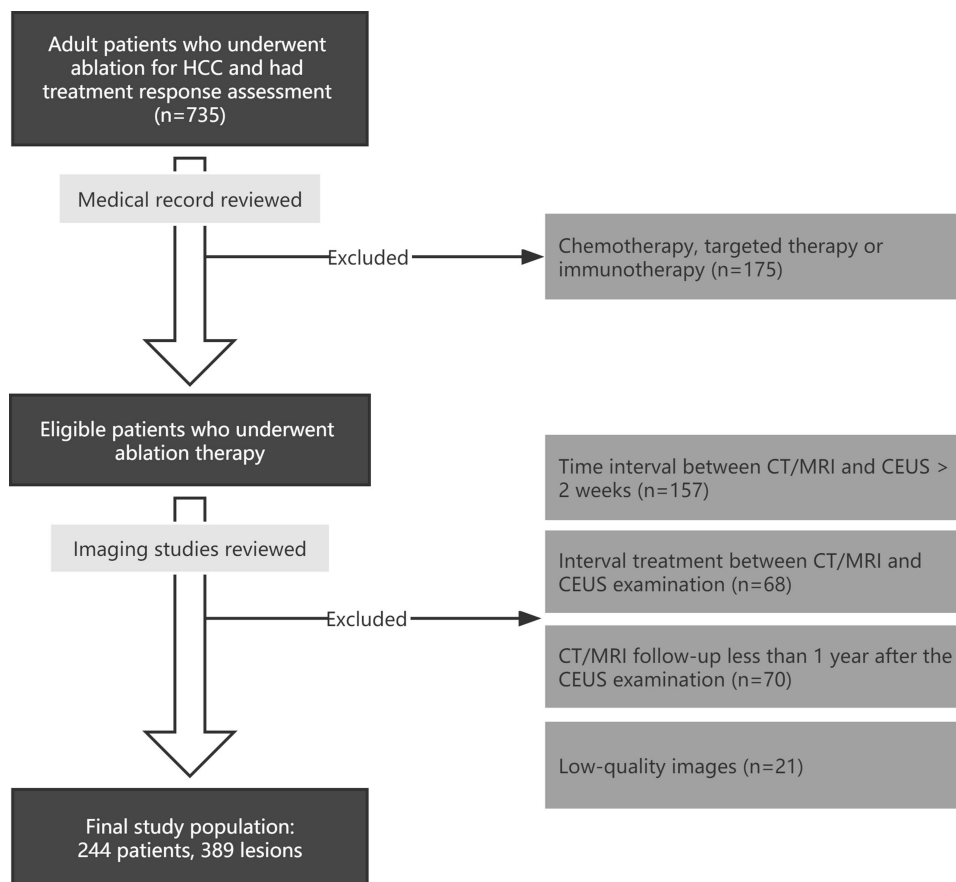 Adult patients who underwent
ablation for HCC and had
treatment response assessment
(n=735)
Medical record reviewed
Excluded
Chemotherapy, targeted therapy or
immunotherapy (n=175)
Eligible patients who underwent
ablation therapy
Imaging studies reviewed
Excluded
Time interval between CT/MRI and CEUS >
2 weeks (n=157)
Interval treatment between CT/MRI and
CEUS examination (n=68)
CT/MRI follow-up less than 1 year after the
CEUS examination (n=70)
Low-quality images (n=21)
Final study population:
244 patients, 389 lesions